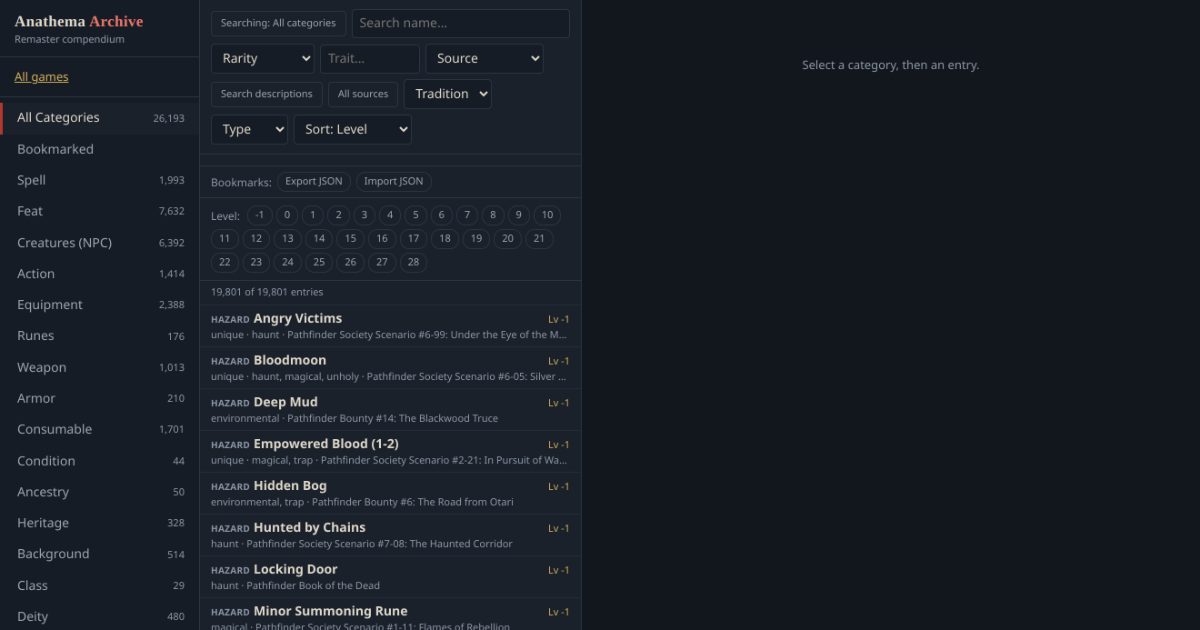 Anathema Archive
Remaster compendium
All games
All Categories 26,193
Bookmarked
Spell 1,993
Feat 7,632
Creatures (NPC) 6,392
Action 1,414
Equipment 2,388
Runes 176
Weapon 1,013
Armor 210
Consumable 1,701
Condition 44
Ancestry 50
Heritage 328
Background 514
Class 29
Deity 480
Searching: All categories Search name...
Rarity Trait... Source
Search descriptions All sources Tradition
Type Sort: Level
Bookmarks: Export JSON Import JSON
Level: -1 0 1 2 3 4 5 6 7 8 9 10
11 12 13 14 15 16 17 18 19 20 21
22 23 24 25 26 27 28
19,801 of 19,801 entries
HAZARD Angry Victims Lv -1
unique · haunt · Pathfinder Society Scenario #6-99: Under the Eye of the M...
HAZARD Bloodmoon Lv -1
unique · haunt, magical, unholy · Pathfinder Society Scenario #6-05: Silver ...
HAZARD Deep Mud Lv -1
environmental · Pathfinder Bounty #14: The Blackwood Truce
HAZARD Empowered Blood (1-2) Lv -1
unique · magical, trap · Pathfinder Society Scenario #2-21: In Pursuit of Wa...
HAZARD Hidden Bog Lv -1
environmental, trap · Pathfinder Bounty #6: The Road from Otari
HAZARD Hunted by Chains Lv -1
haunt · Pathfinder Society Scenario #7-08: The Haunted Corridor
HAZARD Locking Door Lv -1
haunt · Pathfinder Book of the Dead
HAZARD Minor Summoning Rune Lv -1
magical · Pathfinder Society Scenario #1-11: Flames of Rebellion
Select a category, then an entry.